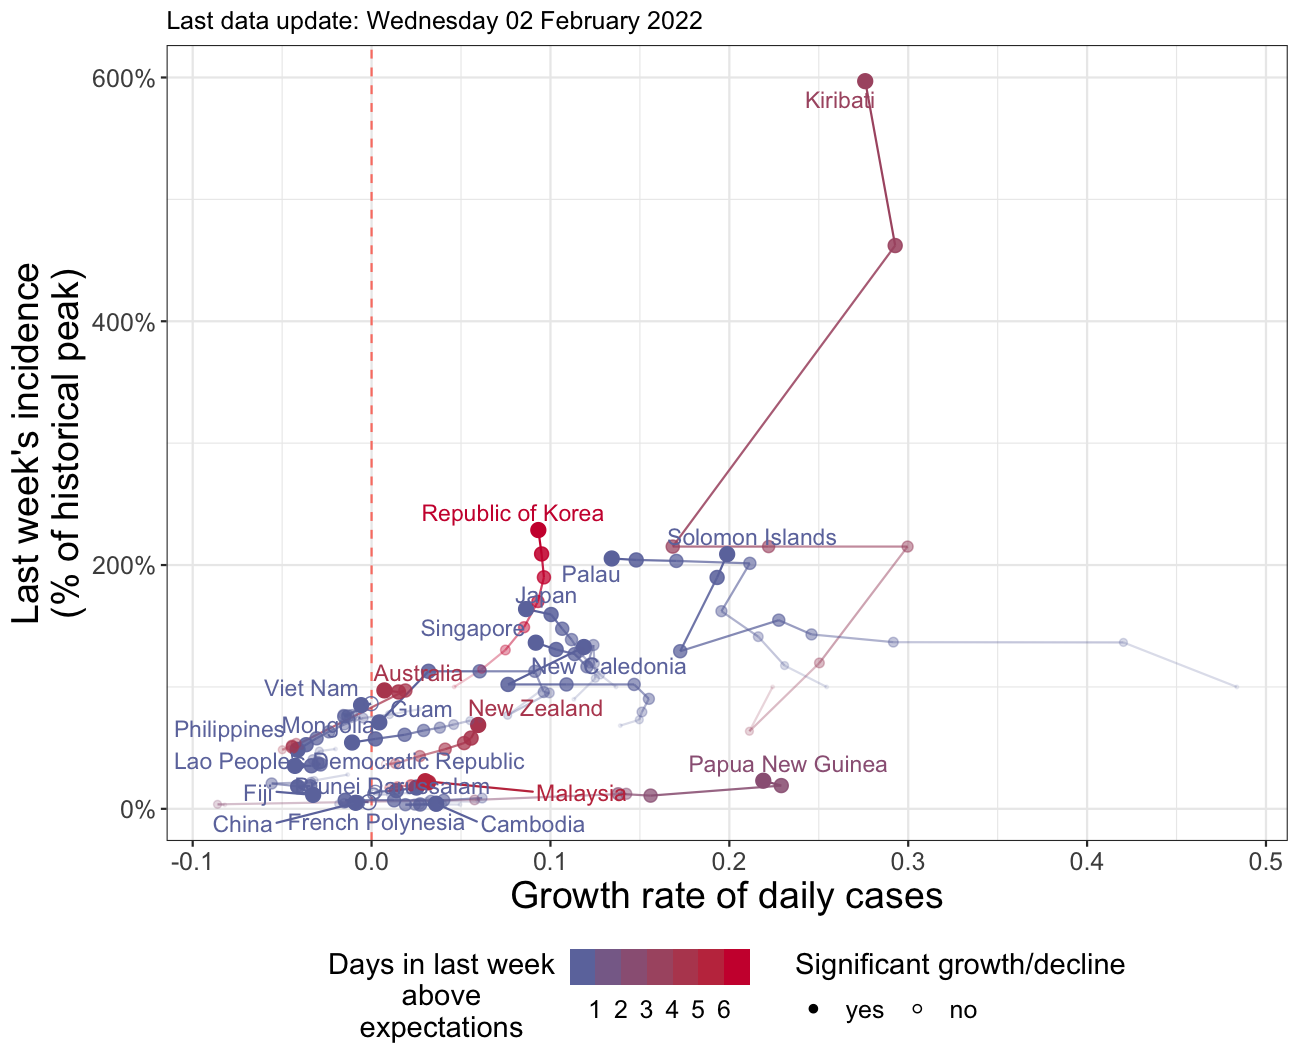 Last data update: Wednesday 02 February 2022
600%
400%
200%
0%
Last week's incidence
(% of historical peak)
Kiribati
Republic of Korea
Solomon Islands
Palau
Japan
Singapore
New Caledonia
Australia
Viet Nam
Guam
New Zealand
Philippines
Mongolia
Lao People's Democratic Republic
Papua New Guinea
Brunei Darussalam
Fiji
Malaysia
China
French Polynesia
Cambodia
-0.1
0.0
0.1
0.2
0.3
0.4
0.5
Growth rate of daily cases
Days in last week
above
expectations
1 2 3 4 5 6
Significant growth/decline
yes
no